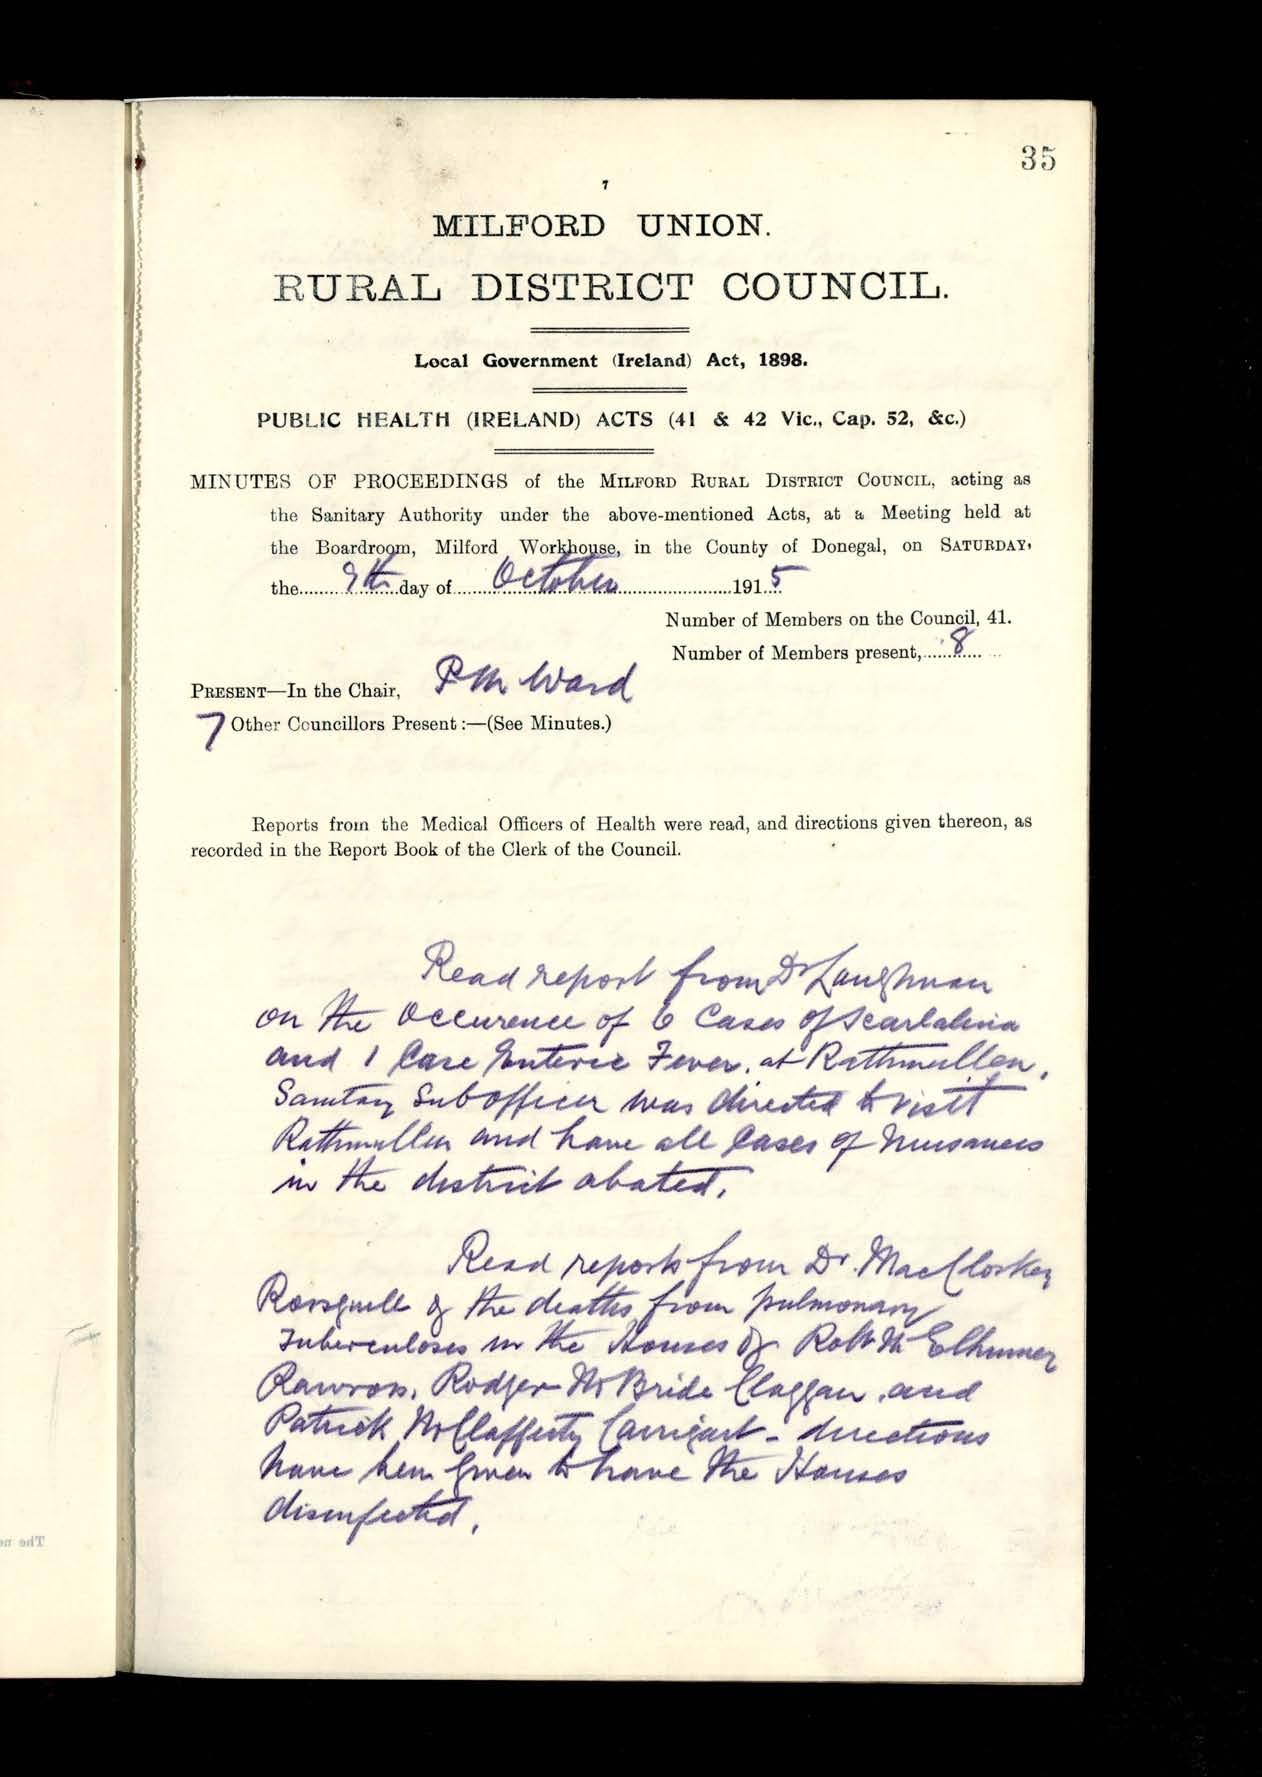 35
7
MILFORD UNION.
RURAL DISTRICT COUNCIL.
Local Government (Ireland) Act, 1898.
PUBLIC HEALTH (IRELAND) ACTS (41 & 42 Vic., Cap. 52, &c.)
MINUTES OF PROCEEDINGS of the MILFORD RURAL DISTRICT COUNCIL, acting as
the Sanitary Authority under the above-mentioned Acts, at a Meeting held at
the Boardroom, Milford Workhouse, in the County of Donegal, on SATURDAY,
the 9th day of October 1915
Number of Members on the Council, 41.
Number of Members present, 8
PRESENT—In the Chair, P M Ward
7 Other Councillors Present:—(See Minutes.)
Reports from the Medical Officers of Health were read, and directions given thereon, as
recorded in the Report Book of the Clerk of the Council.
Read report from Dr
on the Occurence of 6 Cases of Scarlatina
and 1 Case Enteric Fever. at Rathmullen.
Sanitary Sub Officer was directed to visit
Rathmullen and have all Cases of Nuisances
in the district abated.
Read reports from Dr. MacCloskey
Rossguill of the deaths from pulmonary
Tuberculoses in the Houses of Robt Mc
Rawros, Rodger McBride Claggan, and
Patrick McClafferty Carrigart - directions
have been given to have the Houses
disinfected.
The ne